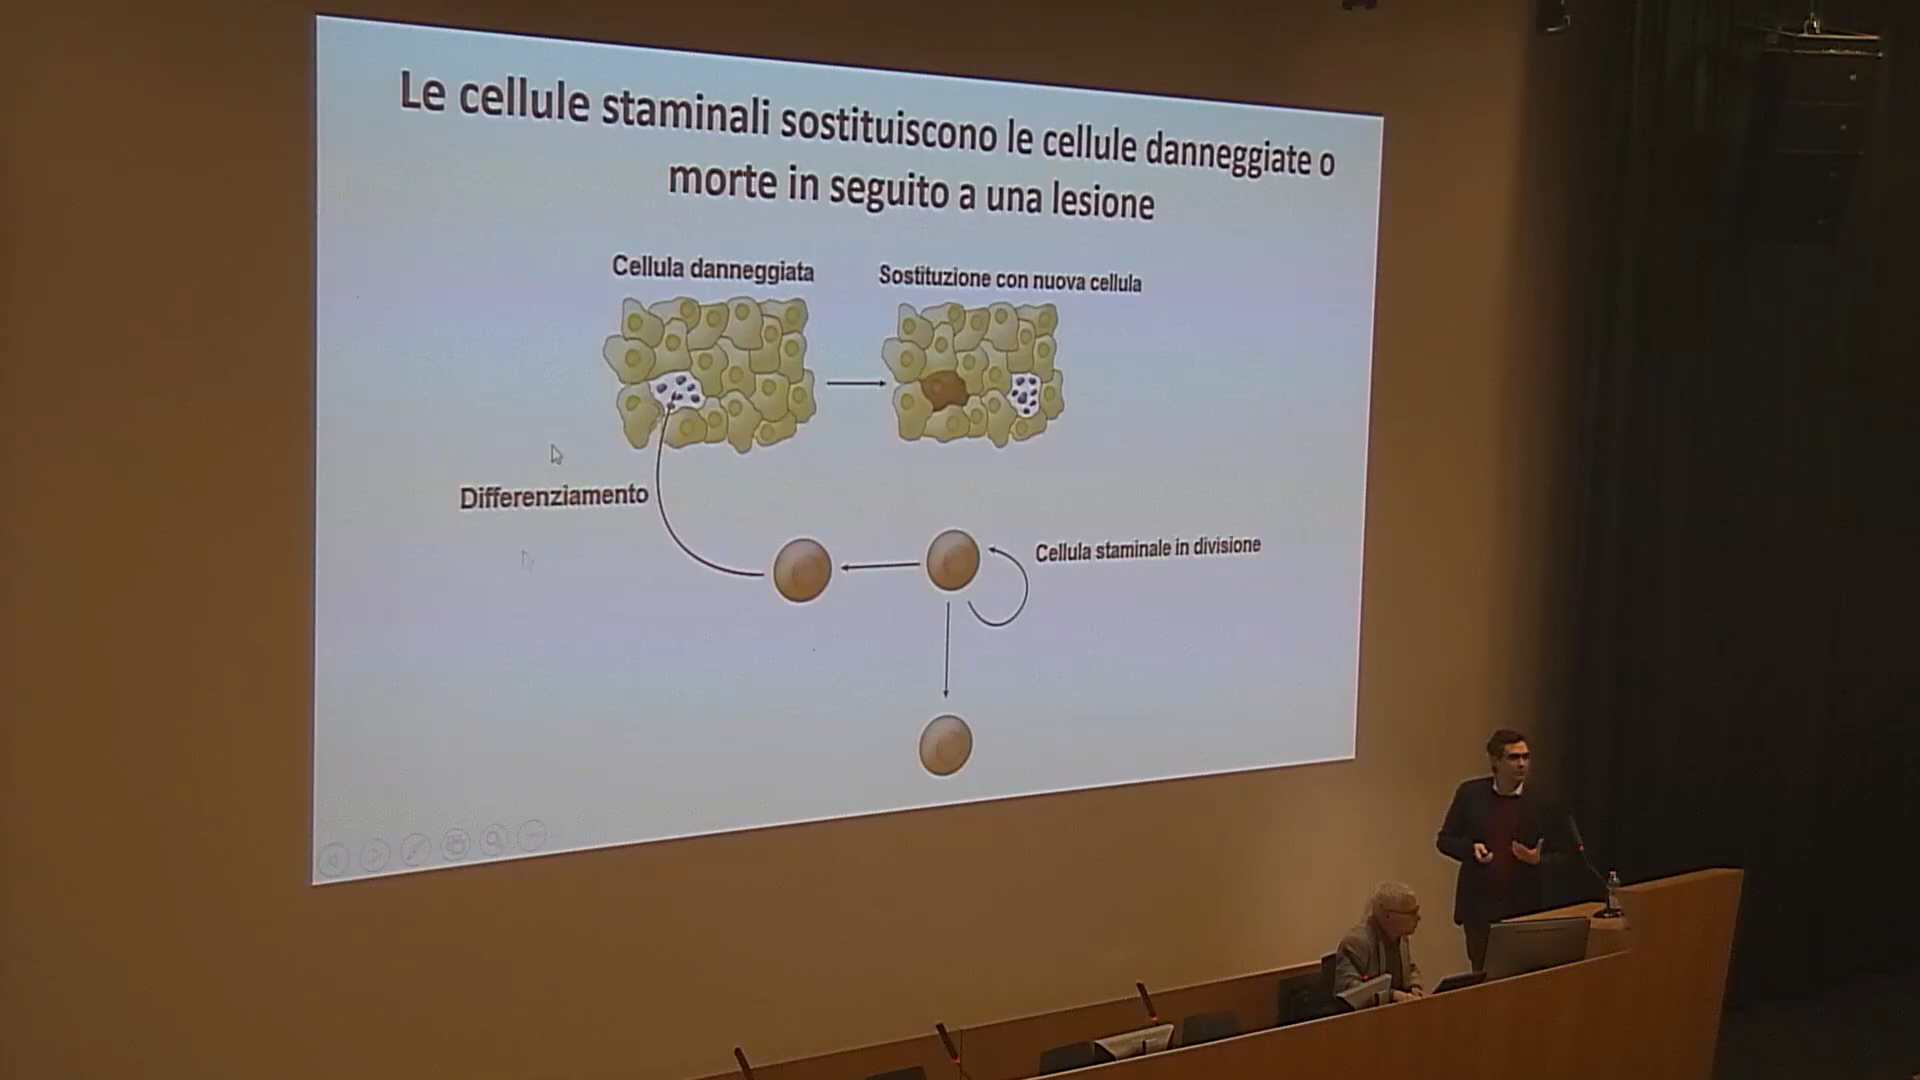 Le cellule staminali sostituiscono le cellule danneggiate o
morte in seguito a una lesione
Cellula danneggiata
Sostituzione con nuova cellula
Differenziamento
Cellula staminale in divisione